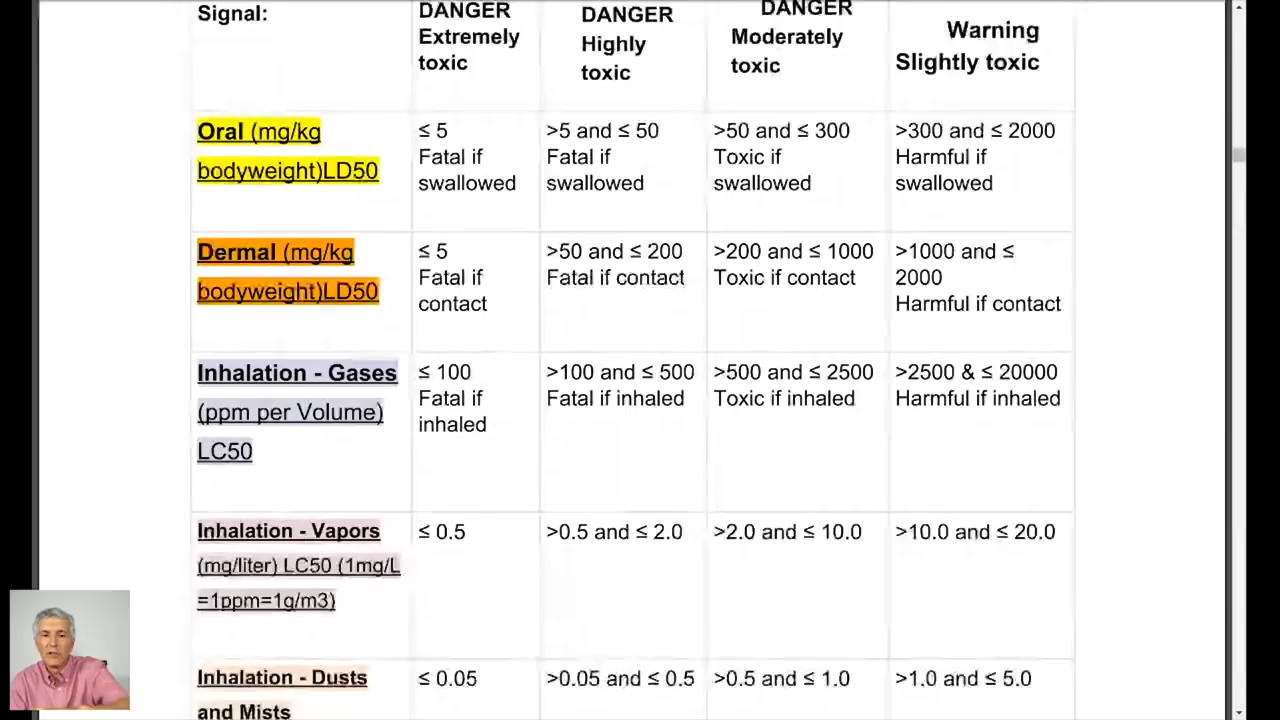 Signal:
DANGER
Extremely
toxic
DANGER
Highly
toxic
DANGER
Moderately
toxic
Warning
Slightly toxic
Oral (mg/kg
bodyweight)LD50
≤ 5
Fatal if
swallowed
>5 and ≤ 50
Fatal if
swallowed
>50 and ≤ 300
Toxic if
swallowed
>300 and ≤ 2000
Harmful if
swallowed
Dermal (mg/kg
bodyweight)LD50
≤ 5
Fatal if
contact
>50 and ≤ 200
Fatal if contact
>200 and ≤ 1000
Toxic if contact
>1000 and ≤
2000
Harmful if contact
Inhalation - Gases
(ppm per Volume)
LC50
≤ 100
Fatal if
inhaled
>100 and ≤ 500
Fatal if inhaled
>500 and ≤ 2500
Toxic if inhaled
>2500 & ≤ 20000
Harmful if inhaled
Inhalation - Vapors
(mg/liter) LC50 (1mg/L
=1ppm=1g/m3)
≤ 0.5
>0.5 and ≤ 2.0
>2.0 and ≤ 10.0
>10.0 and ≤ 20.0
Inhalation - Dusts
and Mists
≤ 0.05
>0.05 and ≤ 0.5
>0.5 and ≤ 1.0
>1.0 and ≤ 5.0